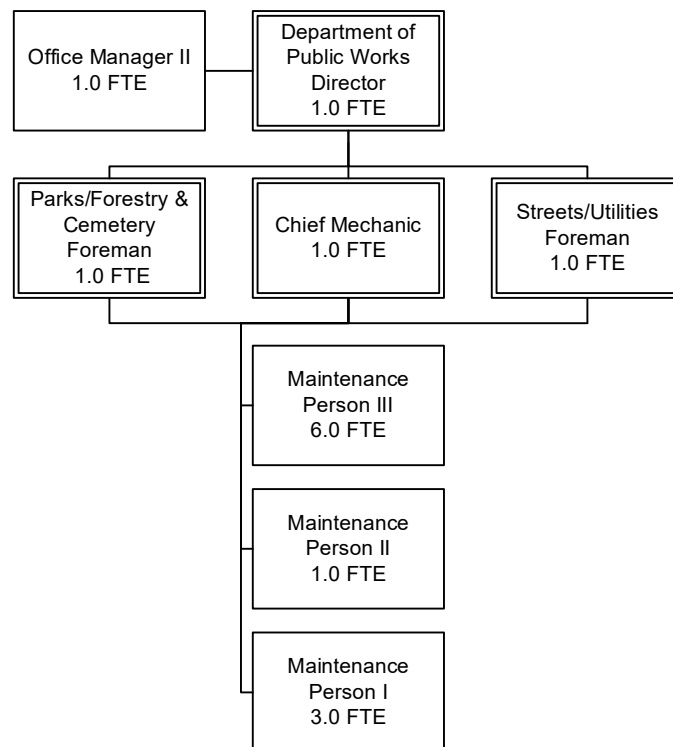 Office Manager II
1.0 FTE
Department of
Public Works
Director
1.0 FTE
Parks/Forestry &
Cemetery
Foreman
1.0 FTE
Chief Mechanic
1.0 FTE
Streets/Utilities
Foreman
1.0 FTE
Maintenance
Person III
6.0 FTE
Maintenance
Person II
1.0 FTE
Maintenance
Person I
3.0 FTE